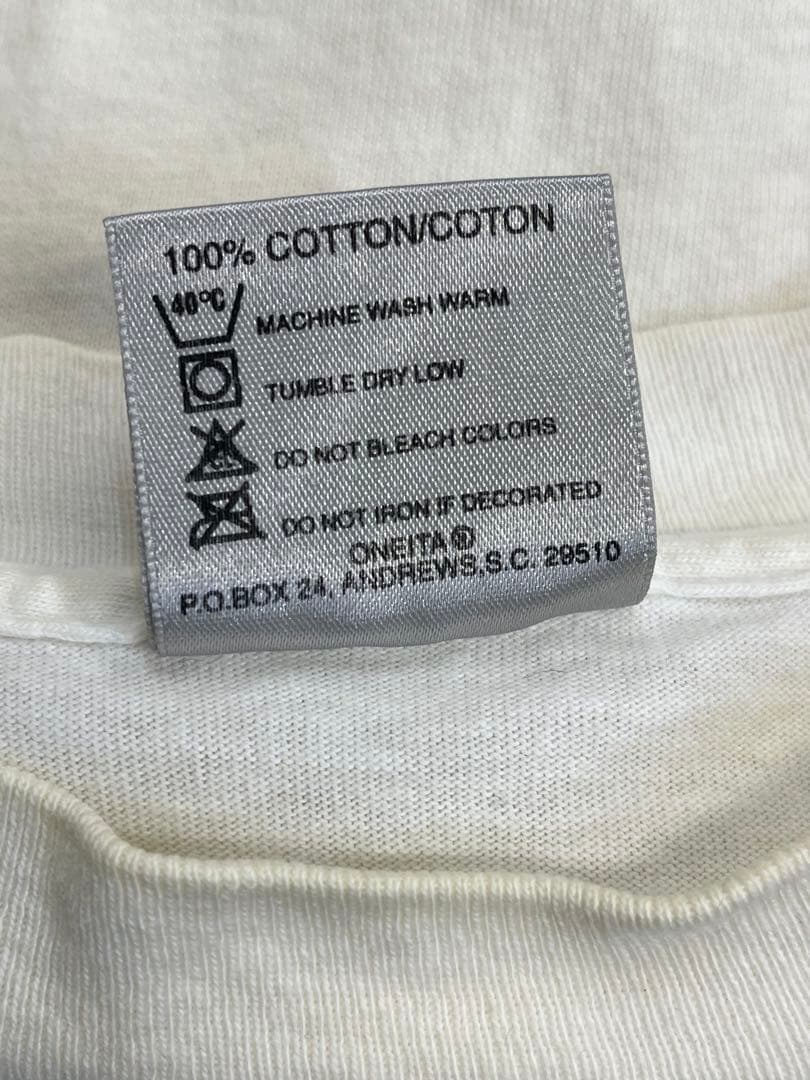 100% COTTON/COTON
40°C MACHINE WASH WARM
TUMBLE DRY LOW
DO NOT BLEACH COLORS
DO NOT IRON IF DECORATED
ONEITA®
P.O.BOX 24, ANDREWS,S.C. 29510